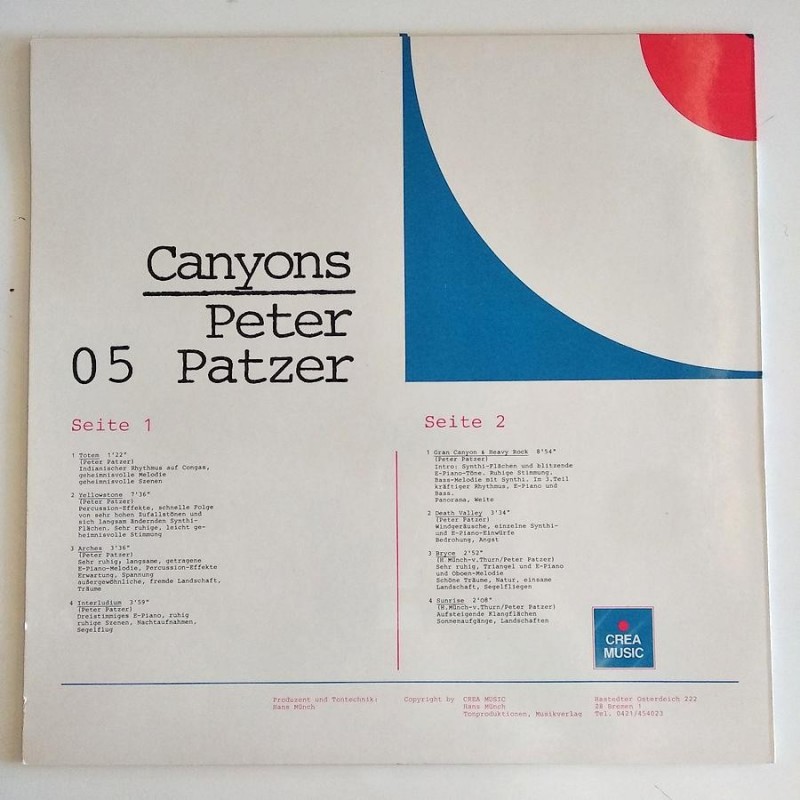 Canyons
Peter
05 Patzer
Seite 1
1 Totem 1'22"
(Peter Patzer)
Indianischer Rhythmus auf Congas,
geheimnisvolle Melodie
geheimnisvolle Szenen
2 Yellowstone 7'36"
(Peter Patzer)
Percussion-Effekte, schnelle Folge
von sehr hohen Zufallstönen und
sich langsam ändernden Synthi-
Flächen. Sehr ruhige, leicht ge-
heimnisvolle Stimmung
3 Arches 3'36"
(Peter Patzer)
Sehr ruhig, langsame, getragene
E-Piano-Melodie, Percussion-Effekte
Erwartung, Spannung
außergewöhnliche, fremde Landschaft,
Träume
4 Interludium 3'59"
(Peter Patzer)
Dreistimmiges E-Piano, ruhig
ruhige Szenen, Nachtaufnahmen,
Segelflug
Seite 2
1 Gran Canyon & Heavy Rock 8'54"
(Peter Patzer)
Intro: Synthi-Flächen und blitzende
E-Piano-Töne. Ruhige Stimmung.
Bass-Melodie mit Synthi. Im 3.Teil
kräftiger Rhythmus, E-Piano und
Bass.
Panorama, Weite
2 Death Valley 3'34"
(Peter Patzer)
Windgeräusche, einzelne Synthi-
und E-Piano-Einwürfe
Bedrohung, Angst
3 Bryce 2'52"
(H.Münch-v.Thurn/Peter Patzer)
Sehr ruhig, Triangel und E-Piano
und Oboen-Melodie
Schöne Träume, Natur, einsame
Landschaft, Segelfliegen
4 Sunrise 2'08"
(H.Münch-v.Thurn/Peter Patzer)
Aufsteigende Klangflächen
Sonnenaufgänge, Landschaften
CREA
MUSIC
Produzent und Tontechnik:
Hans Münch
Copyright by CREA MUSIC
Hans Münch
Tonproduktionen, Musikverlag
Hastedter Osterdeich 222
28 Bremen 1
Tel. 0421/454023